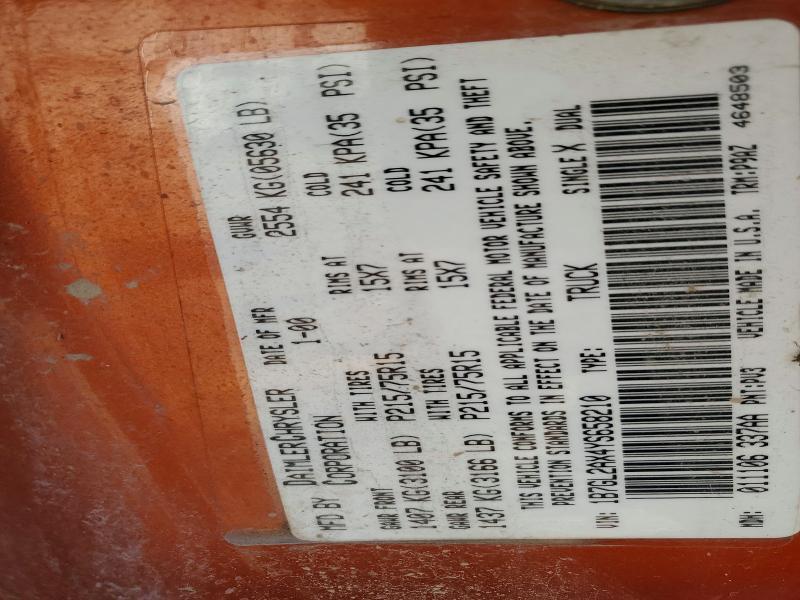 MFD BY DAIMLERCHRYSLER CORPORATION DATE OF MFR 1-00 GVWR 2554 KG(05630 LB)
GAWR FRONT WITH TIRES RIMS AT COLD
1407 KG(3100 LB) P215/75R15 15X7 241 KPA(35 PSI)
GAWR REAR WITH TIRES RIMS AT COLD
1437 KG(3166 LB) P215/75R15 15X7 241 KPA(35 PSI)
THIS VEHICLE CONFORMS TO ALL APPLICABLE FEDERAL MOTOR VEHICLE SAFETY AND THEFT
PREVENTION STANDARDS IN EFFECT ON THE DATE OF MANUFACTURE SHOWN ABOVE.
VIN: 1B7GL2AX4YS658210 TYPE: TRUCK SINGLE X DUAL
MDH: 011106 337AA PNT:PV3 VEHICLE MADE IN U.S.A. TRM:P9AZ 4648503